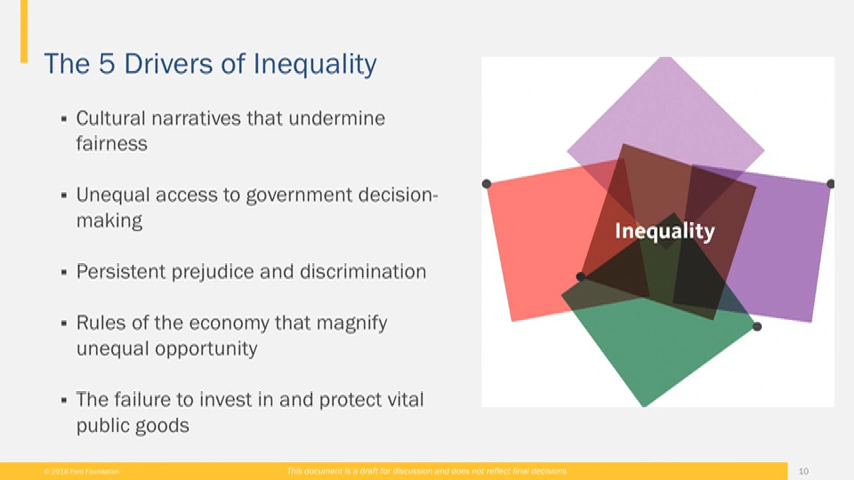 The 5 Drivers of Inequality
▪ Cultural narratives that undermine
fairness
▪ Unequal access to government decision-
making
▪ Persistent prejudice and discrimination
▪ Rules of the economy that magnify
unequal opportunity
▪ The failure to invest in and protect vital
public goods
Inequality
© 2018 Ford Foundation
This document is a draft for discussion and does not reflect final decisions
10